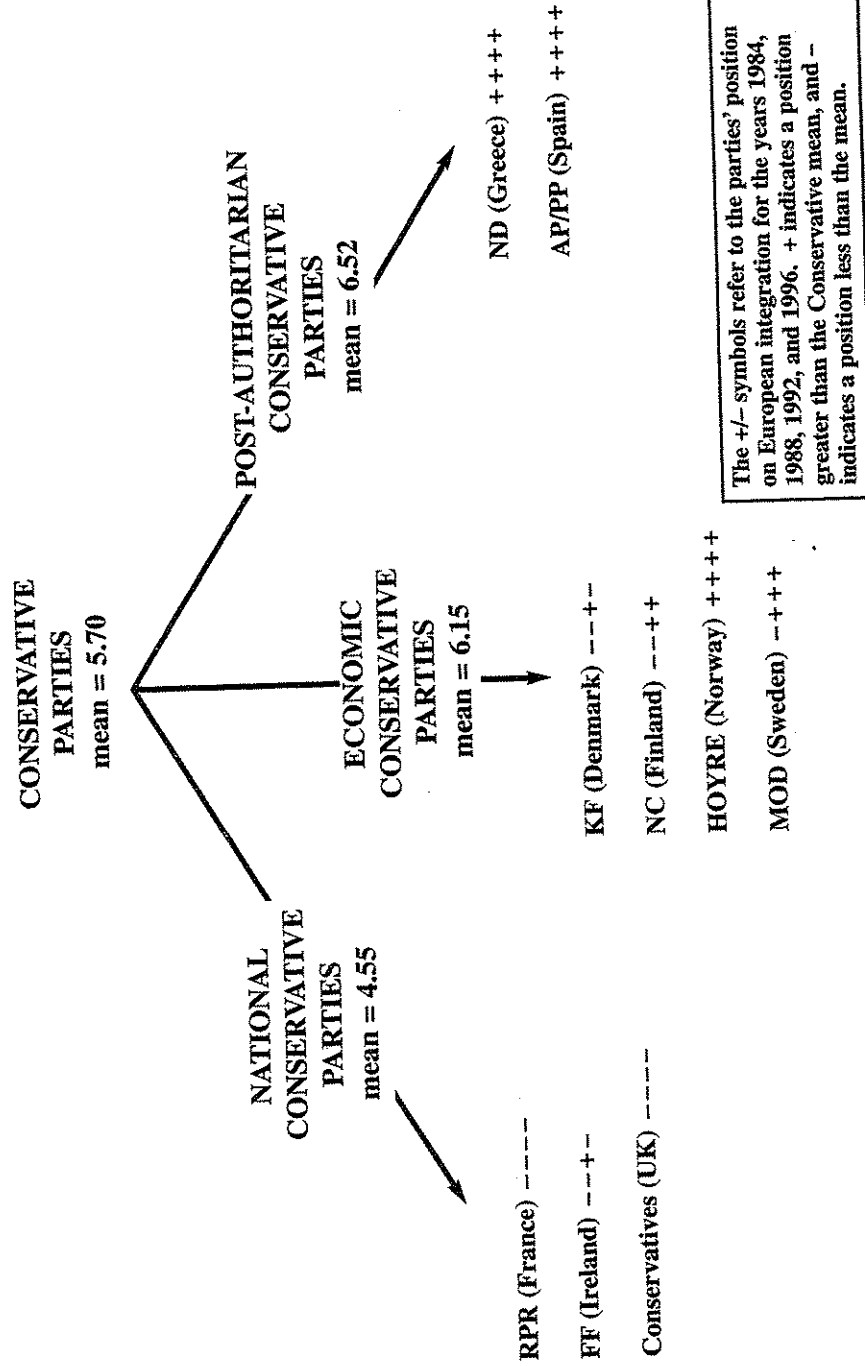 CONSERVATIVE
PARTIES
mean = 5.70
NATIONAL
CONSERVATIVE
PARTIES
mean = 4.55
ECONOMIC
CONSERVATIVE
PARTIES
mean = 6.15
POST-AUTHORITARIAN
CONSERVATIVE
PARTIES
mean = 6.52
RPR (France) – – – –
FF (Ireland) – – + –
Conservatives (UK) – – – –
KF (Denmark) – – + –
NC (Finland) – – + +
HOYRE (Norway) + + + +
MOD (Sweden) – + + +
ND (Greece) + + + +
AP/PP (Spain) + + + +
The +/– symbols refer to the parties’ position
on European integration for the years 1984,
1988, 1992, and 1996. + indicates a position
greater than the Conservative mean, and –
indicates a position less than the mean.